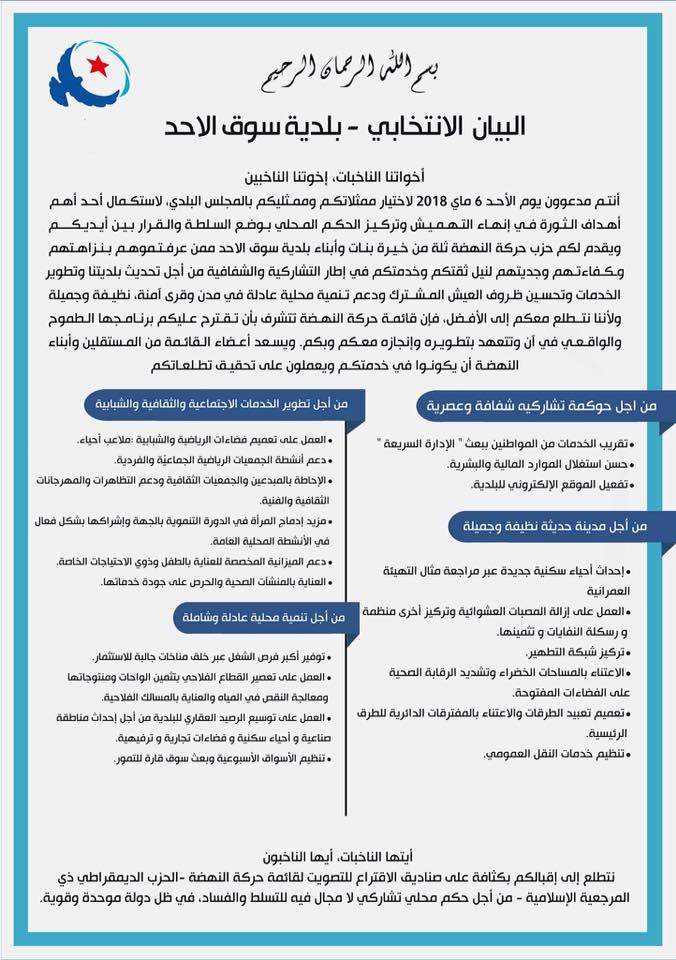 بسم الله الرحمان الرحيم
البيان الانتخابي - بلدية سوق الاحد
أخواتنا الناخبات، إخوتنا الناخبين
أنتم مدعوون يوم الأحد 6 ماي 2018 لاختيار ممثلاتكم وممثليكم بالمجلس البلدي، لاستكمال أحد أهم
أهداف الثورة في إنهاء التهميش وتركيز الحكم المحلي بوضع السلطة والقرار بين أيديكم
ويقدم لكم حزب حركة النهضة ثلة من خيرة بنات وأبناء بلدية سوق الاحد ممن عرفتموهم بنزاهتهم
وكفاءتهم وجديتهم لنيل ثقتكم وخدمتكم في إطار التشاركية والشفافية من أجل تحديث بلديتنا وتطوير
الخدمات وتحسين ظروف العيش المشترك ودعم تنمية محلية عادلة في مدن وقرى آمنة، نظيفة وجميلة
ولأننا نتطلع معكم إلى الأفضل، فإن قائمة حركة النهضة تتشرف بأن تقترح عليكم برنامجها الطموح
والواقعي في آن وتتعهد بتطويره وإنجازه معكم وبكم. ويسعد أعضاء القائمة من المستقلين وأبناء
النهضة أن يكونوا في خدمتكم ويعملون على تحقيق تطلعاتكم
من اجل حوكمة تشاركيه شفافة وعصرية
•تقريب الخدمات من المواطنين ببعث " الإدارة السريعة "
•حسن استغلال الموارد المالية والبشرية.
•تفعيل الموقع الإلكتروني للبلدية.
من أجل مدينة حديثة نظيفة وجميلة
•إحداث أحياء سكنية جديدة عبر مراجعة مثال التهيئة
العمرانية
•العمل على إزالة المصبات العشوائية وتركيز أخرى منظمة
و رسكلة النفايات و تثمينها.
•تركيز شبكة التطهير.
•الاعتناء بالمساحات الخضراء وتشديد الرقابة الصحية
على الفضاءات المفتوحة.
•تعميم تعبيد الطرقات والاعتناء بالمفترقات الدائرية للطرق
الرئيسية.
•تنظيم خدمات النقل العمومي.
من أجل تطوير الخدمات الاجتماعية والثقافية والشبابية
•العمل على تعميم فضاءات الرياضية والشبابية :ملاعب أحياء.
•دعم أنشطة الجمعيات الرياضية الجماعيّة والفردية.
•الإحاطة بالمبدعين والجمعيات الثقافية ودعم التظاهرات والمهرجانات
الثقافية والفنية.
•مزيد إدماج المرأة في الدورة التنموية بالجهة وإشراكها بشكل فعال
في الأنشطة المحلية العامة.
•دعم الميزانية المخصصة للعناية بالطفل وذوي الاحتياجات الخاصة.
•العناية بالمنشآت الصحية والحرص على جودة خدماتها.
من أجل تنمية محلية عادلة وشاملة
•توفير أكبر فرص الشغل عبر خلق مناخات جالبة للاستثمار.
•العمل على تعصير القطاع الفلاحي بتثمين الواحات ومنتوجاتها
ومعالجة النقص في المياه والعناية بالمسالك الفلاحية.
•العمل على توسيع الرصيد العقاري للبلدية من أجل إحداث مناطقة
صناعية و أحياء سكنية و فضاءات تجارية و ترفيهية.
•تنظيم الأسواق الأسبوعية وبعث سوق قارة للتمور.
أيتها الناخبات، أيها الناخبون
نتطلع إلى إقبالكم بكثافة على صناديق الاقتراع للتصويت لقائمة حركة النهضة -الحزب الديمقراطي ذي
المرجعية الإسلامية - من أجل حكم محلي تشاركي لا مجال فيه للتسلط والفساد، في ظل دولة موحدة وقوية.